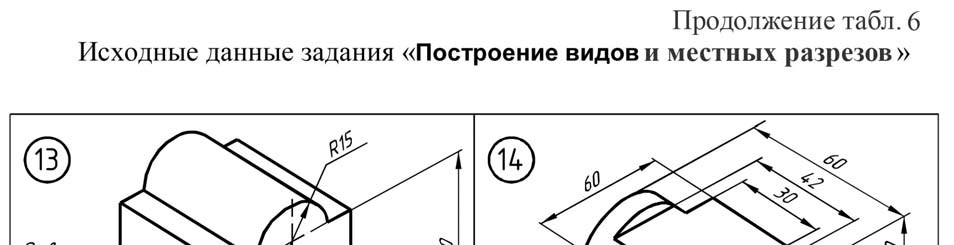 Продолжение табл. 6
Исходные данные задания «Построение видов и местных разрезов»
13
R15
14
60
60
42
30